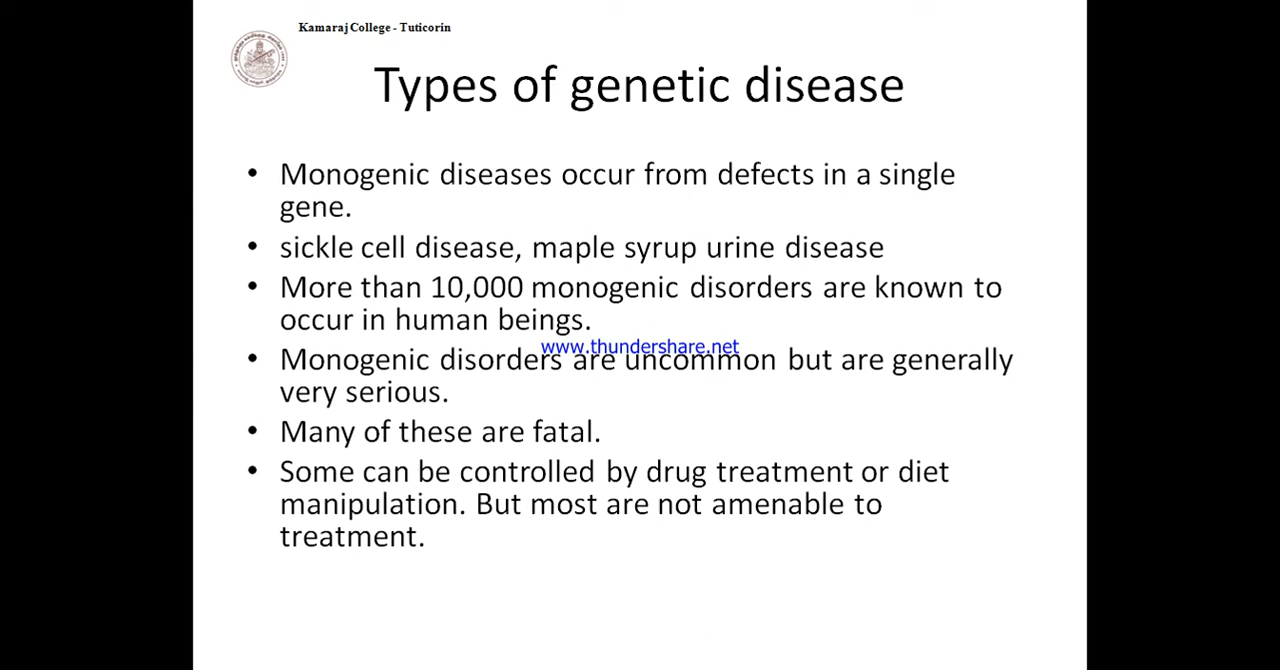 Kamaraj College - Tuticorin
Types of genetic disease
• Monogenic diseases occur from defects in a single
gene.
• sickle cell disease, maple syrup urine disease
• More than 10,000 monogenic disorders are known to
occur in human beings.
www.thundershare.net
• Monogenic disorders are uncommon but are generally
very serious.
• Many of these are fatal.
• Some can be controlled by drug treatment or diet
manipulation. But most are not amenable to
treatment.